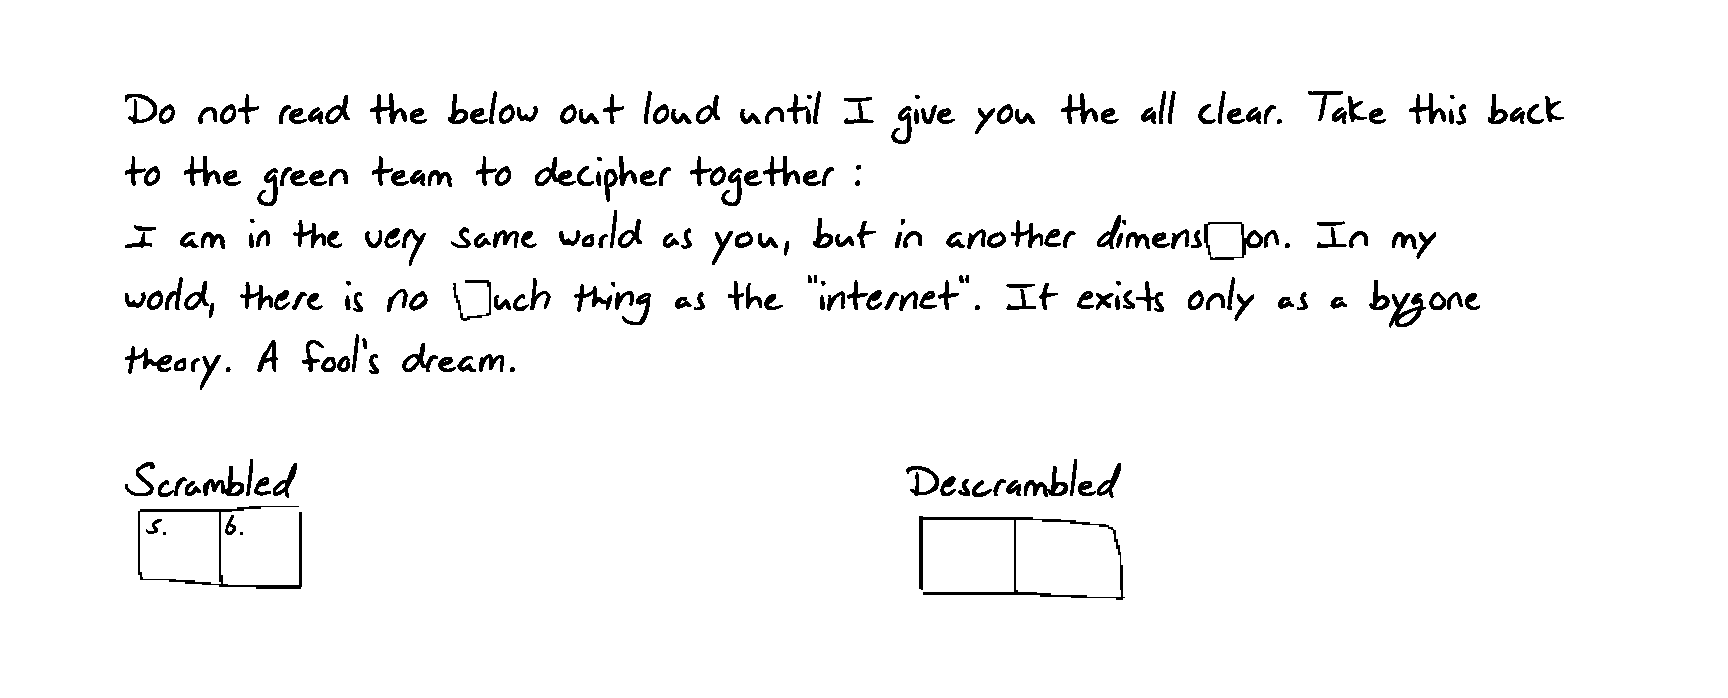 Do not read the below out loud until I give you the all clear. Take this back
to the green team to decipher together :
I am in the very same world as you, but in another dimens□on. In my
world, there is no □uch thing as the "internet". It exists only as a bygone
theory. A fool's dream.
Scrambled Descrambled
5. 6.